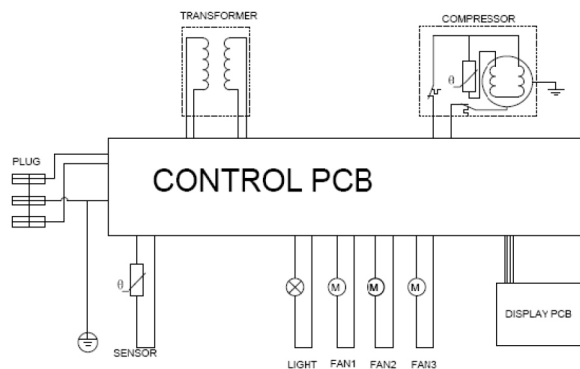 TRANSFORMER
COMPRESSOR
θ
PLUG
CONTROL PCB
θ
M
M
M
DISPLAY PCB
SENSOR
LIGHT
FAN1
FAN2
FAN3